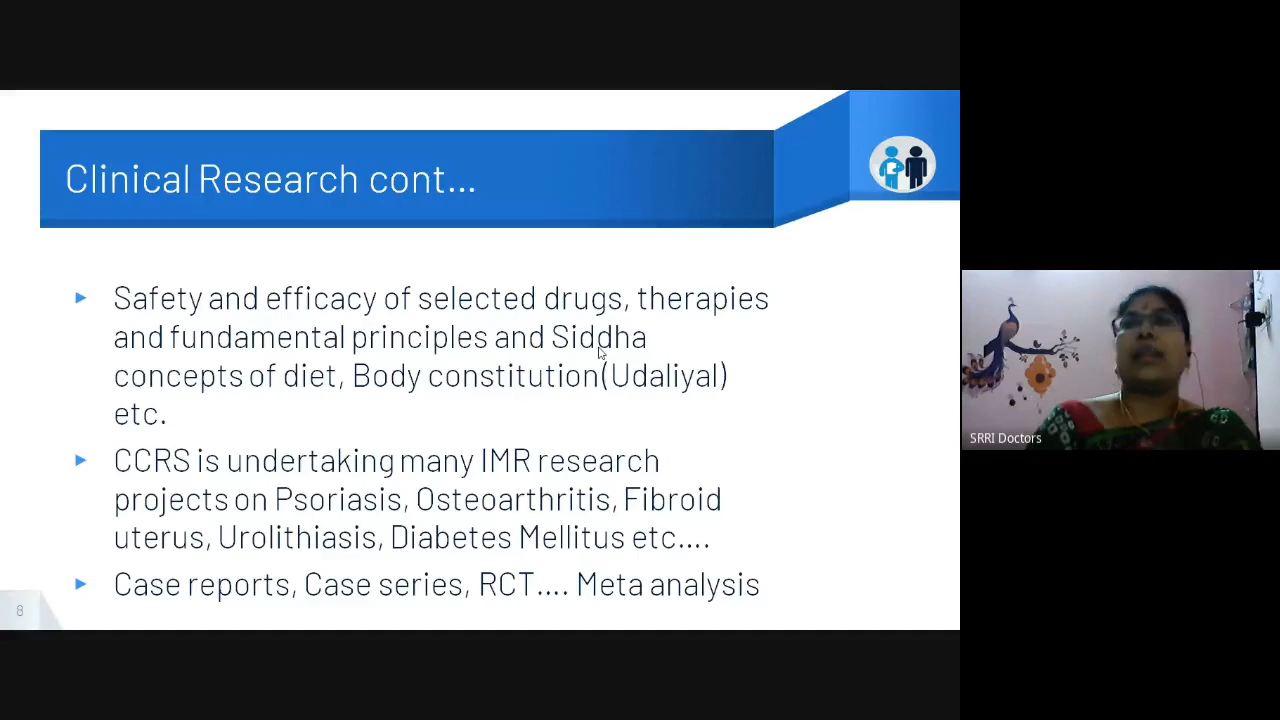 Clinical Research cont...
Safety and efficacy of selected drugs, therapies
and fundamental principles and Siddha
concepts of diet, Body constitution(Udaliyal)
etc.
CCRS is undertaking many IMR research
projects on Psoriasis, Osteoarthritis, Fibroid
uterus, Urolithiasis, Diabetes Mellitus etc....
Case reports, Case series, RCT.... Meta analysis
8
SRRI Doctors